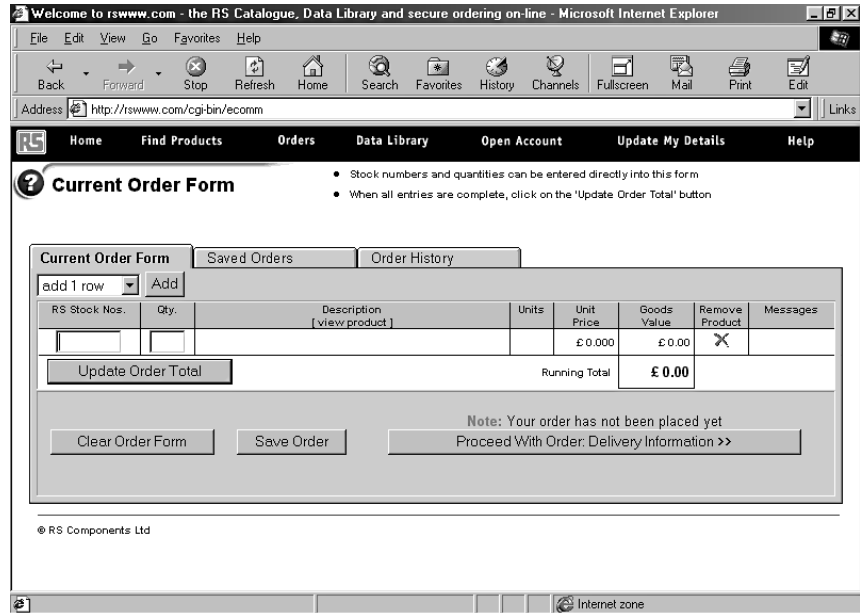 Welcome to rswww.com - the RS Catalogue, Data Library and secure ordering on-line - Microsoft Internet Explorer
File Edit View Go Favorites Help
Back Forward Stop Refresh Home Search Favorites History Channels Fullscreen Mail Print Edit
Address http://rswww.com/cgi-bin/ecomm Links
RS Home Find Products Orders Data Library Open Account Update My Details Help
? Current Order Form
• Stock numbers and quantities can be entered directly into this form
• When all entries are complete, click on the 'Update Order Total' button
Current Order Form Saved Orders Order History
add 1 row Add
RS Stock Nos. Qty. Description Units Unit Goods Remove Messages
[ view product ] Price Value Product
£ 0.000 £ 0.00
Update Order Total Running Total £ 0.00
Note: Your order has not been placed yet
Clear Order Form Save Order Proceed With Order: Delivery Information >>
© RS Components Ltd
Internet zone